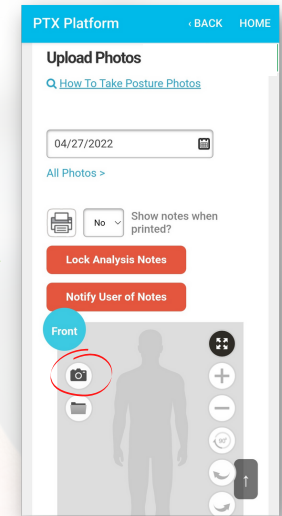 PTX Platform ‹ BACK HOME
Upload Photos
How To Take Posture Photos
04/27/2022
All Photos >
No
Show notes when
printed?
Lock Analysis Notes
Notify User of Notes
Front
90°